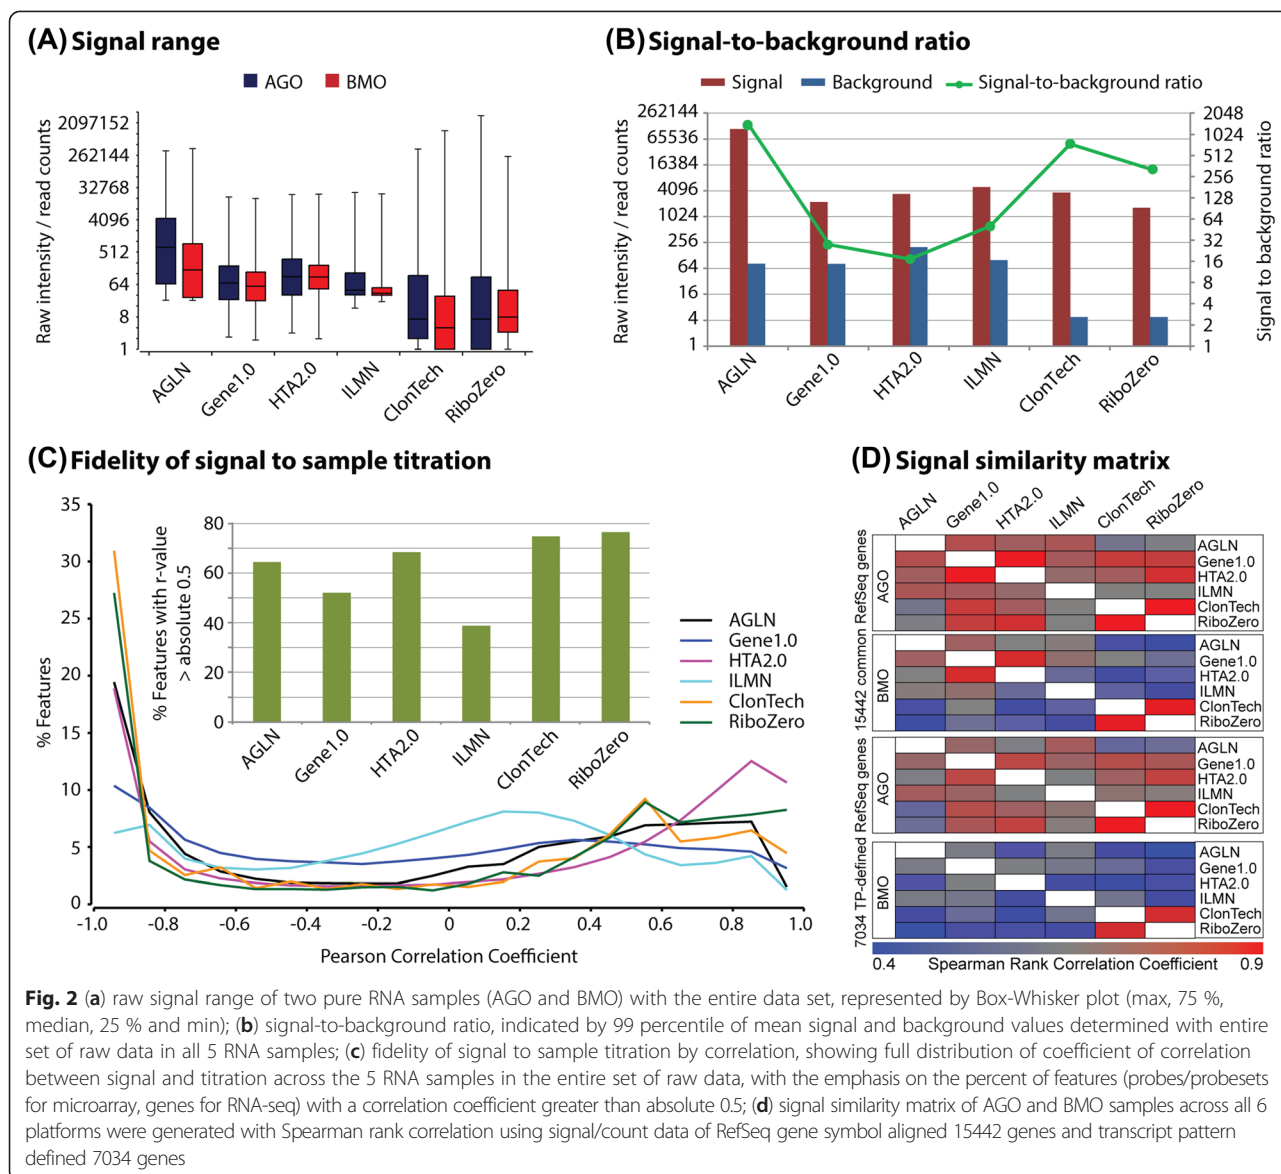 (A) Signal range
AGO BMO
Raw intensity / read counts
2097152
262144
32768
4096
512
64
8
1
AGLN Gene1.0 HTA2.0 ILMN ClonTech RiboZero
(B) Signal-to-background ratio
Signal Background Signal-to-background ratio
Raw intensity / read counts
262144
65536
16384
4096
1024
256
64
16
4
1
2048
1024
512
256
128
64
32
16
8
4
2
1
Signal to background ratio
AGLN Gene1.0 HTA2.0 ILMN ClonTech RiboZero
(C) Fidelity of signal to sample titration
% Features
35
30
25
20
15
10
5
0
-1.0 -0.8 -0.6 -0.4 -0.2 0 0.2 0.4 0.6 0.8 1.0
Pearson Correlation Coefficient
% Features with r-value
> absolute 0.5
80
60
40
20
0
AGLN Gene1.0 HTA2.0 ILMN ClonTech RiboZero
AGLN
Gene1.0
HTA2.0
ILMN
ClonTech
RiboZero
(D) Signal similarity matrix
AGLN Gene1.0 HTA2.0 ILMN ClonTech RiboZero
15442 common RefSeq genes
AGO
AGLN
Gene1.0
HTA2.0
ILMN
ClonTech
RiboZero
BMO
AGLN
Gene1.0
HTA2.0
ILMN
ClonTech
RiboZero
7034 TP-defined RefSeq genes
AGO
AGLN
Gene1.0
HTA2.0
ILMN
ClonTech
RiboZero
BMO
AGLN
Gene1.0
HTA2.0
ILMN
ClonTech
RiboZero
0.4 Spearman Rank Correlation Coefficient 0.9
Fig. 2 (a) raw signal range of two pure RNA samples (AGO and BMO) with the entire data set, represented by Box-Whisker plot (max, 75 %,
median, 25 % and min); (b) signal-to-background ratio, indicated by 99 percentile of mean signal and background values determined with entire
set of raw data in all 5 RNA samples; (c) fidelity of signal to sample titration by correlation, showing full distribution of coefficient of correlation
between signal and titration across the 5 RNA samples in the entire set of raw data, with the emphasis on the percent of features (probes/probesets
for microarray, genes for RNA-seq) with a correlation coefficient greater than absolute 0.5; (d) signal similarity matrix of AGO and BMO samples across all 6
platforms were generated with Spearman rank correlation using signal/count data of RefSeq gene symbol aligned 15442 genes and transcript pattern
defined 7034 genes